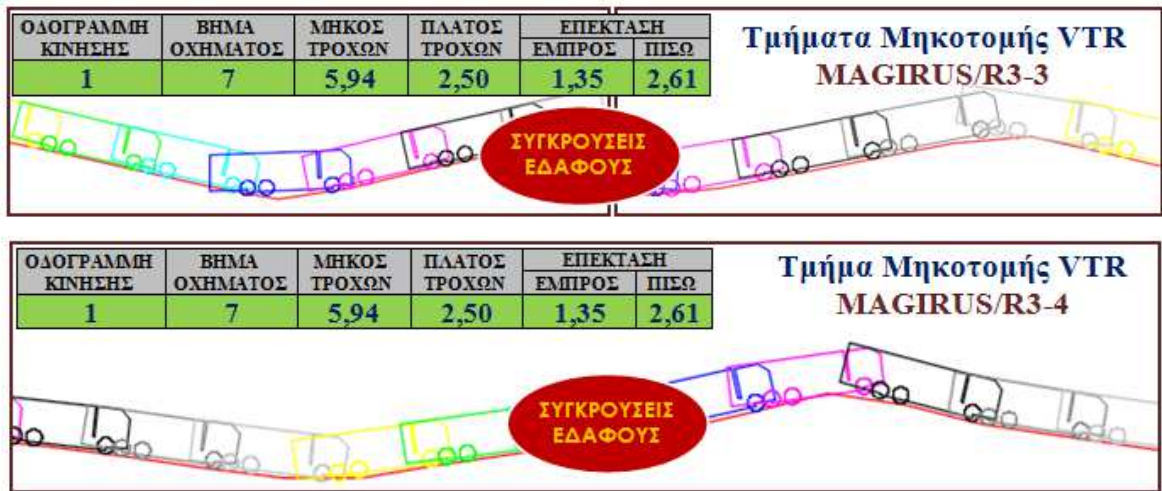 ΟΔΟΓΡΑΜΜΗ ΒΗΜΑ ΜΗΚΟΣ ΠΛΑΤΟΣ ΕΠΕΚΤΑΣΗ
ΚΙΝΗΣΗΣ ΟΧΗΜΑΤΟΣ ΤΡΟΧΩΝ ΤΡΟΧΩΝ ΕΜΠΡΟΣ ΠΙΣΩ
1 7 5,94 2,50 1,35 2,61
Τμήματα Μηκοτομής VTR
MAGIRUS/R3-3
ΣΥΓΚΡΟΥΣΕΙΣ
ΕΔΑΦΟΥΣ
ΟΔΟΓΡΑΜΜΗ ΒΗΜΑ ΜΗΚΟΣ ΠΛΑΤΟΣ ΕΠΕΚΤΑΣΗ
ΚΙΝΗΣΗΣ ΟΧΗΜΑΤΟΣ ΤΡΟΧΩΝ ΤΡΟΧΩΝ ΕΜΠΡΟΣ ΠΙΣΩ
1 7 5,94 2,50 1,35 2,61
Τμήμα Μηκοτομής VTR
MAGIRUS/R3-4
ΣΥΓΚΡΟΥΣΕΙΣ
ΕΔΑΦΟΥΣ